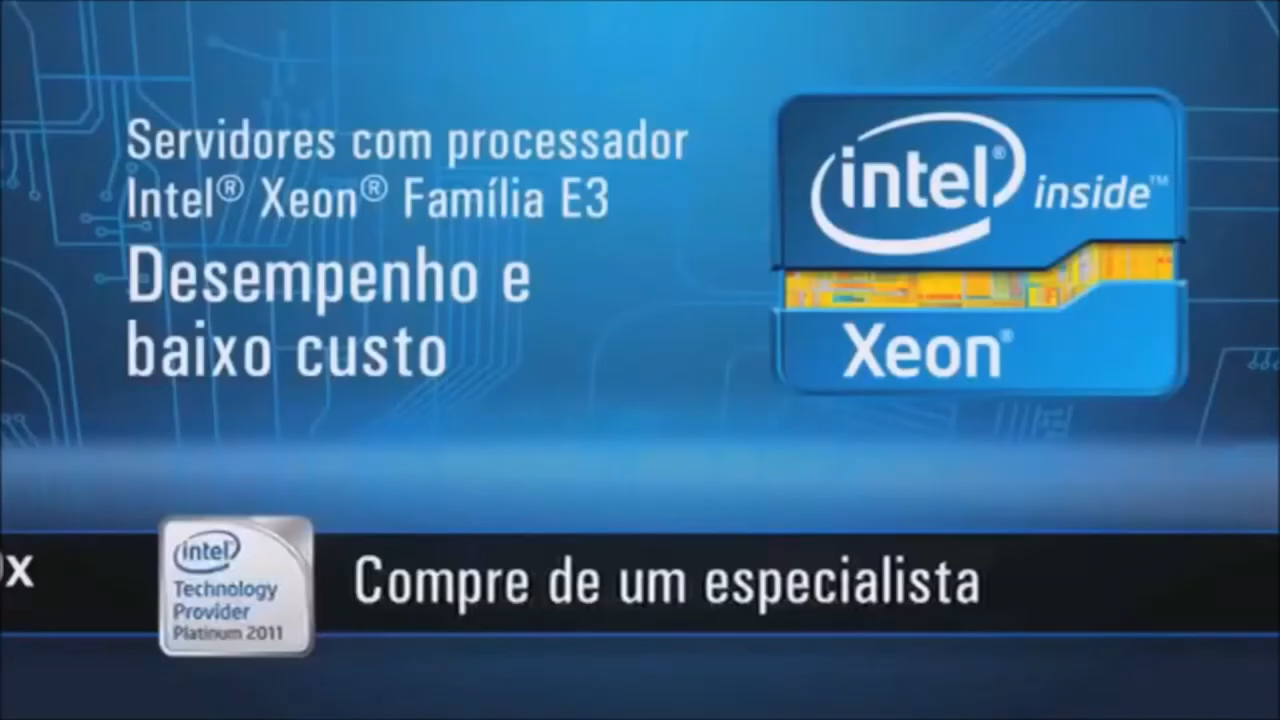 Servidores com processador
Intel® Xeon® Família E3
Desempenho e
baixo custo
intel® inside™
Xeon®
x
intel
Technology
Provider
Platinum 2011
Compre de um especialista